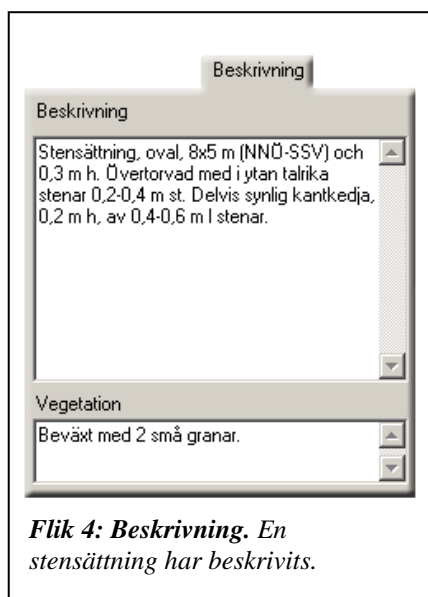 Beskrivning
Beskrivning
Stensättning, oval, 8x5 m (NNÖ-SSV) och
0,3 m h. Övertorvad med i ytan talrika
stenar 0,2-0,4 m st. Delvis synlig kantkedja,
0,2 m h, av 0,4-0,6 m l stenar.
Vegetation
Beväxt med 2 små granar.
Flik 4: Beskrivning. En
stensättning har beskrivits.